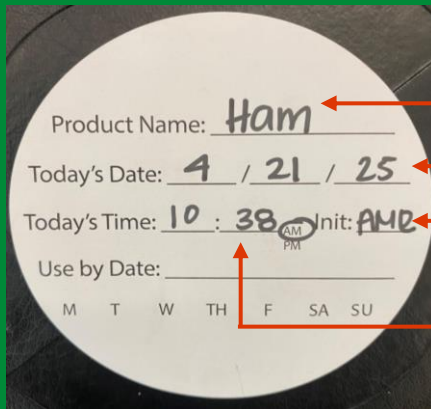 Product Name: Ham
Today's Date: 4 / 21 / 25
Today's Time: 10 : 38 AM PM Init: AMR
Use by Date:
M T W TH F SA SU